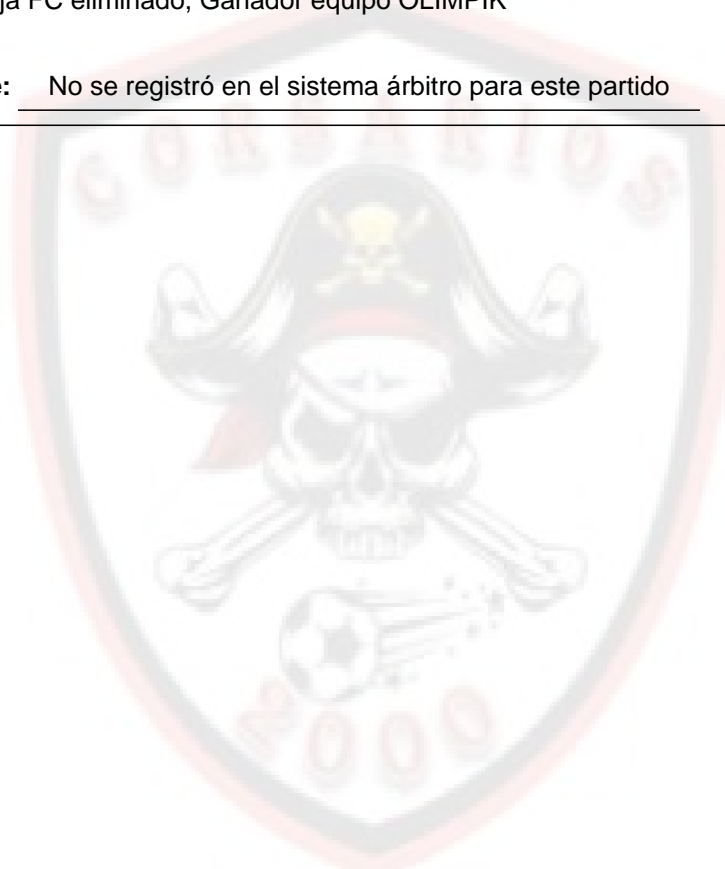 ja FC eliminado, Ganador equipo OLIMPIK
e: No se registró en el sistema árbitro para este partido
CORSARIOS
2000